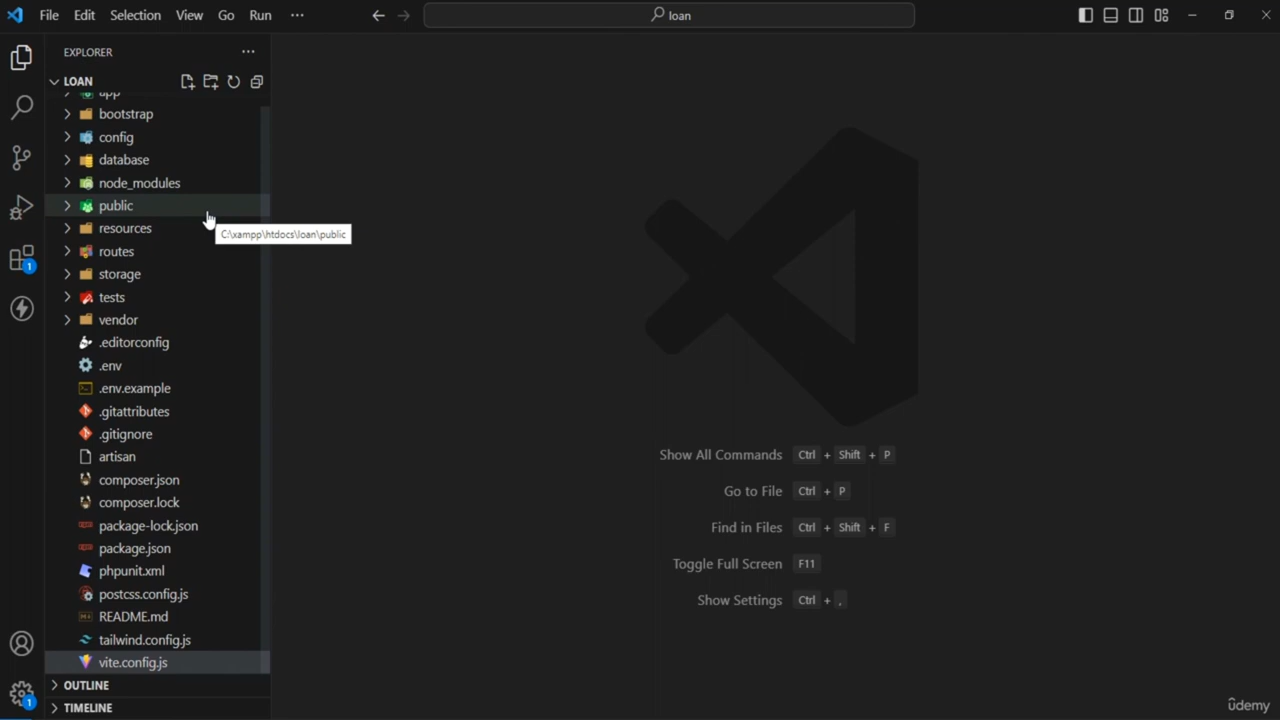 File Edit Selection View Go Run ··· loan
EXPLORER ···
LOAN
app
bootstrap
config
database
node_modules
public
C:\xampp\htdocs\loan\public
resources
routes
storage
tests
vendor
.editorconfig
.env
.env.example
.gitattributes
.gitignore
artisan
composer.json
composer.lock
package-lock.json
package.json
phpunit.xml
postcss.config.js
README.md
tailwind.config.js
vite.config.js
OUTLINE
TIMELINE
1
1
Show All Commands Ctrl + Shift + P
Go to File Ctrl + P
Find in Files Ctrl + Shift + F
Toggle Full Screen F11
Show Settings Ctrl + ,
ûdemy